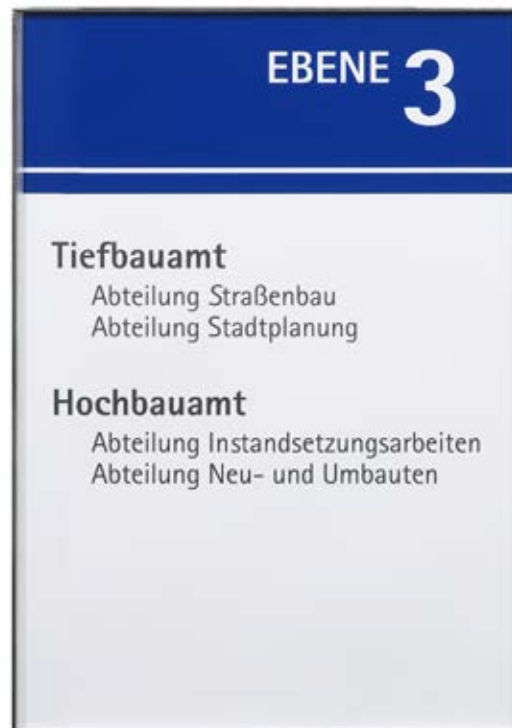 EBENE 3
Tiefbauamt
Abteilung Straßenbau
Abteilung Stadtplanung
Hochbauamt
Abteilung Instandsetzungsarbeiten
Abteilung Neu- und Umbauten